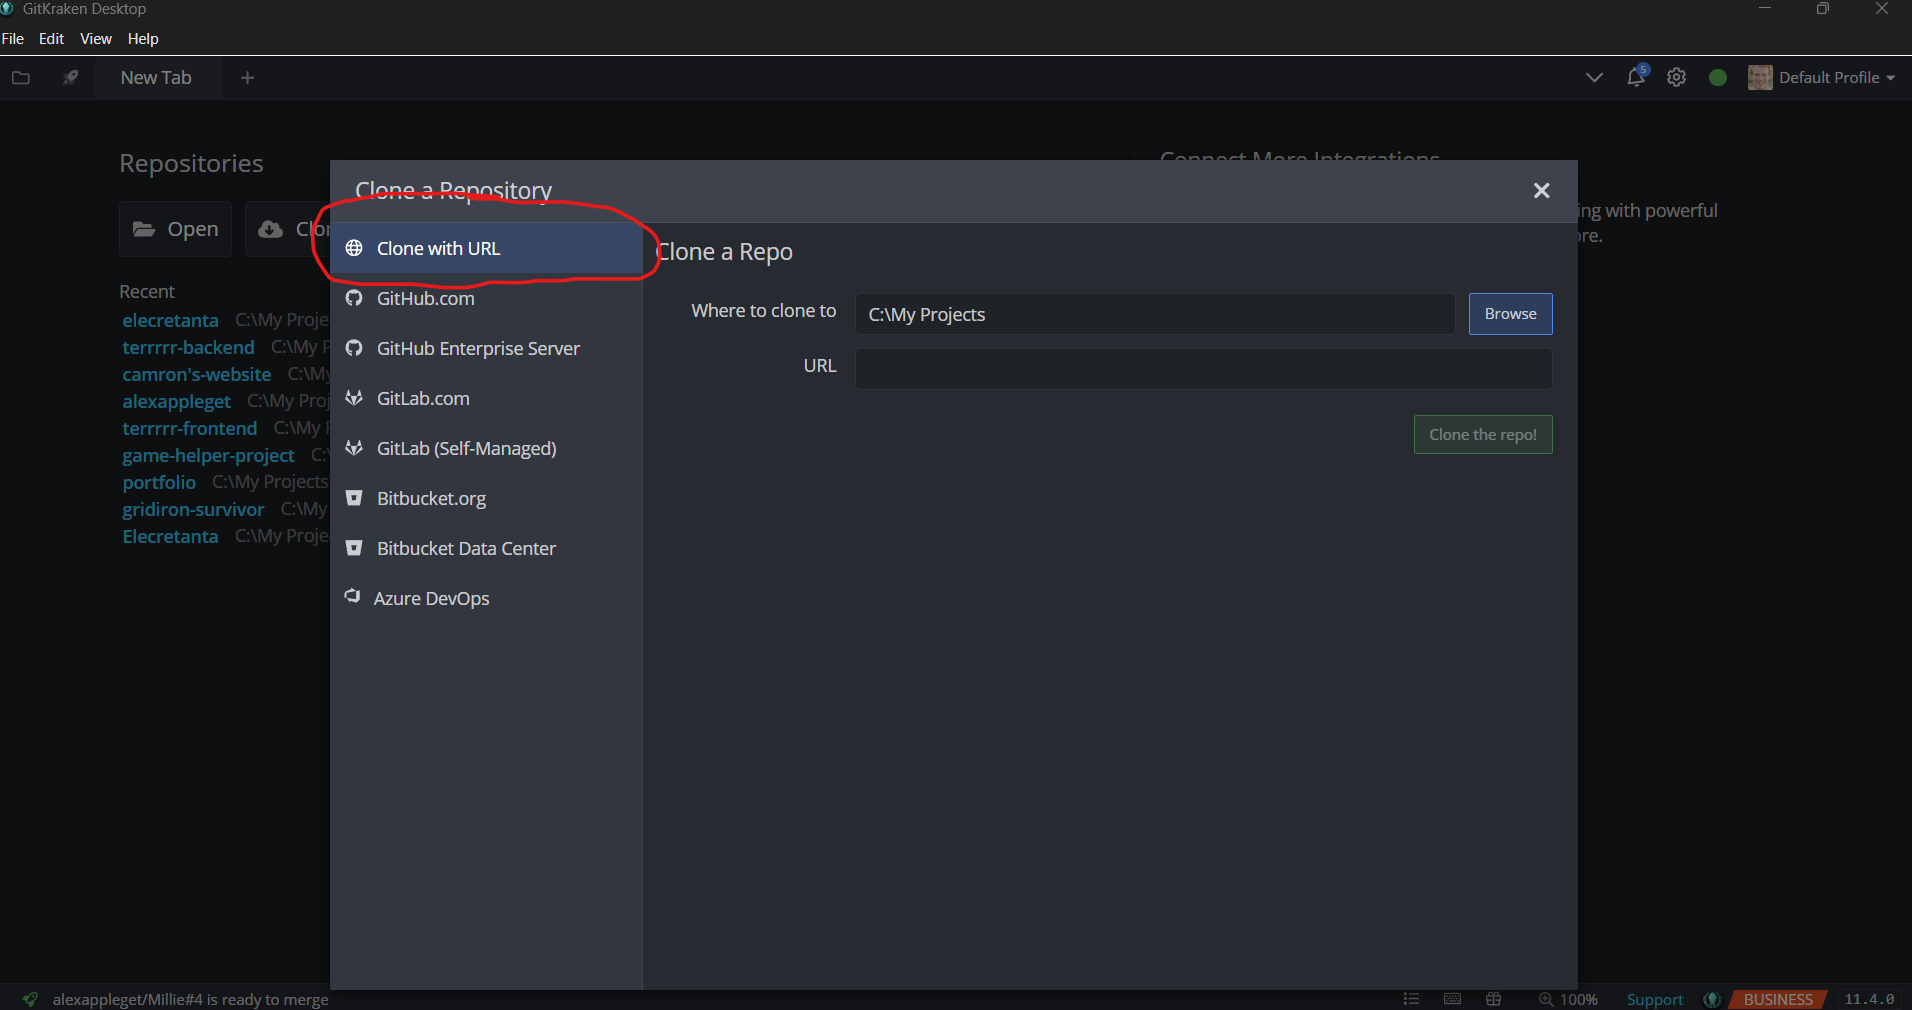 GitKraken Desktop
File Edit View Help
New Tab
5
Default Profile
Repositories
Connect More Integrations
Open
Clo
ing with powerful
ore.
Recent
elecretanta C:\My Proje
terrrrr-backend C:\My P
camron's-website C:\My
alexappleget C:\My Proj
terrrrr-frontend C:\My F
game-helper-project C:\
portfolio C:\My Projects
gridiron-survivor C:\My
Elecretanta C:\My Proje
Clone a Repository
Clone with URL
GitHub.com
GitHub Enterprise Server
GitLab.com
GitLab (Self-Managed)
Bitbucket.org
Bitbucket Data Center
Azure DevOps
Clone a Repo
Where to clone to C:\My Projects Browse
URL
Clone the repo!
alexappleget/Millie#4 is ready to merge
100% Support BUSINESS 11.4.0